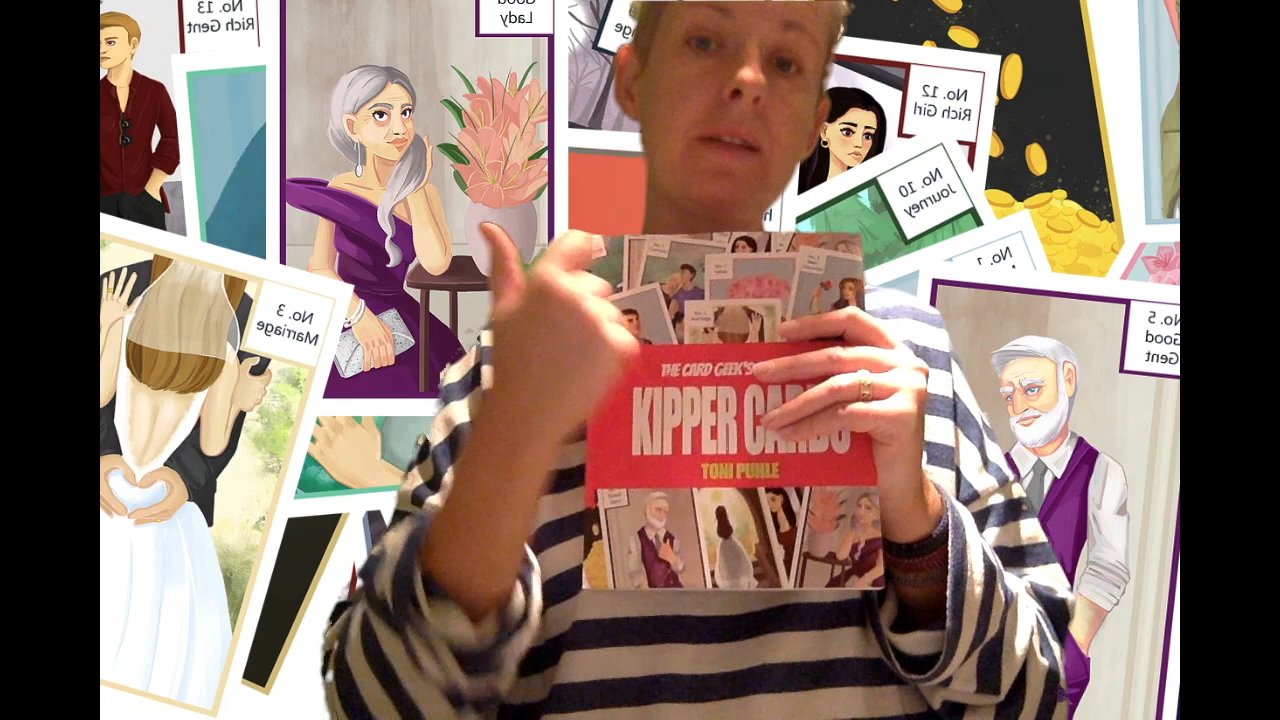 No. 13
Rich Gent
Good
Lady
No. 12
Rich Girl
No. 10
Journey
No. 3
Marriage
No. 5
Good
Gent
THE CARD GEEK'S
KIPPER CARDS
TONI PUHLE